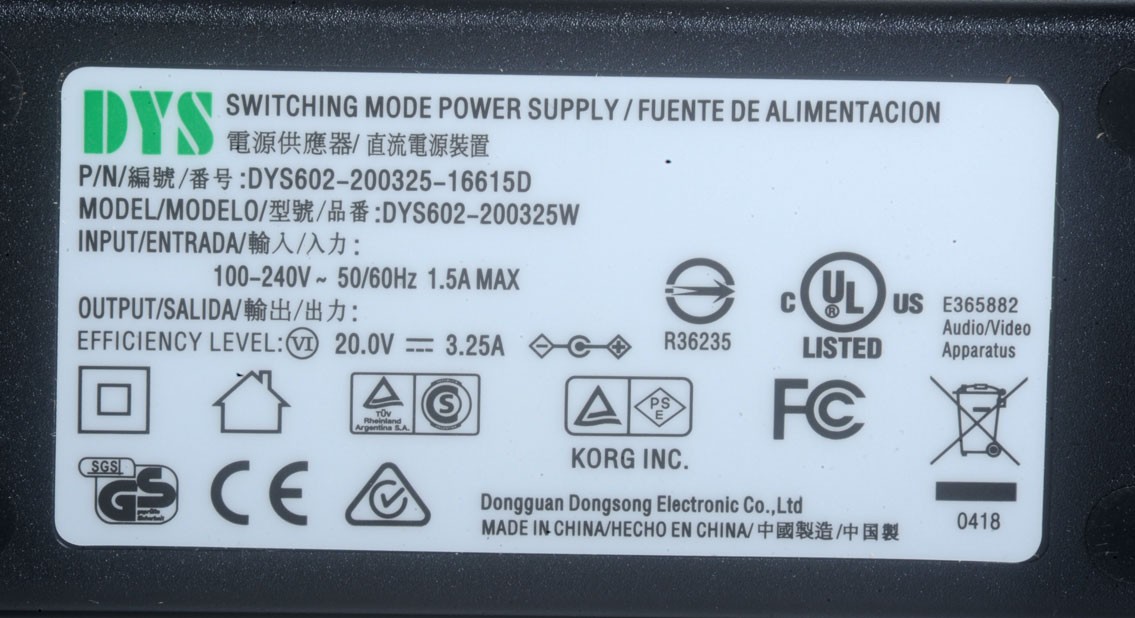 DYS SWITCHING MODE POWER SUPPLY / FUENTE DE ALIMENTACION
電源供應器/ 直流電源裝置
P/N/編號/番号:DYS602-200325-16615D
MODEL/MODELO/型號/品番:DYS602-200325W
INPUT/ENTRADA/輸入/入力:
100-240V~ 50/60Hz 1.5A MAX
OUTPUT/SALIDA/輸出/出力:
EFFICIENCY LEVEL:VI 20.0V ⎓ 3.25A
R36235
C UL® US
LISTED
E365882
Audio/Video
Apparatus
TÜV
Rheinland
Argentina S.A.
S
PS
E
KORG INC.
FC
SGS
GS
geprüfte
Sicherheit
CE
Dongguan Dongsong Electronic Co.,Ltd
MADE IN CHINA/HECHO EN CHINA/中國製造/中国製
0418